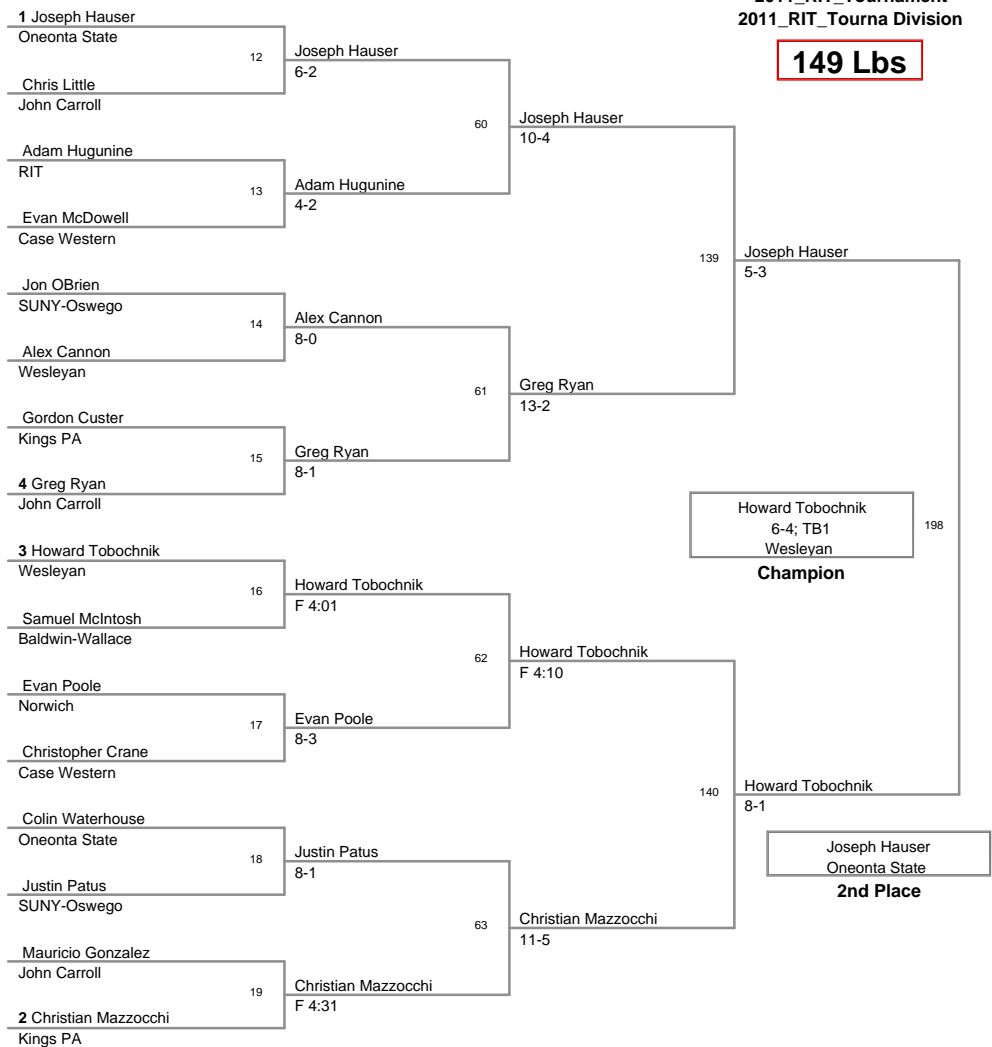 2011_RIT_Tournament
2011_RIT_Tourna Division
149 Lbs
1 Joseph Hauser
Oneonta State
12
Chris Little
John Carroll
Joseph Hauser
6-2
Adam Hugunine
RIT
13
Evan McDowell
Case Western
Adam Hugunine
4-2
60
Joseph Hauser
10-4
Jon OBrien
SUNY-Oswego
14
Alex Cannon
Wesleyan
Alex Cannon
8-0
Gordon Custer
Kings PA
15
4 Greg Ryan
John Carroll
Greg Ryan
8-1
61
Greg Ryan
13-2
139
Joseph Hauser
5-3
3 Howard Tobochnik
Wesleyan
16
Samuel McIntosh
Baldwin-Wallace
Howard Tobochnik
F 4:01
Evan Poole
Norwich
17
Christopher Crane
Case Western
Evan Poole
8-3
62
Howard Tobochnik
F 4:10
Colin Waterhouse
Oneonta State
18
Justin Patus
SUNY-Oswego
Justin Patus
8-1
Mauricio Gonzalez
John Carroll
19
2 Christian Mazzocchi
Kings PA
Christian Mazzocchi
F 4:31
63
Christian Mazzocchi
11-5
140
Howard Tobochnik
8-1
Howard Tobochnik
6-4; TB1
Wesleyan
198
Champion
Joseph Hauser
Oneonta State
2nd Place